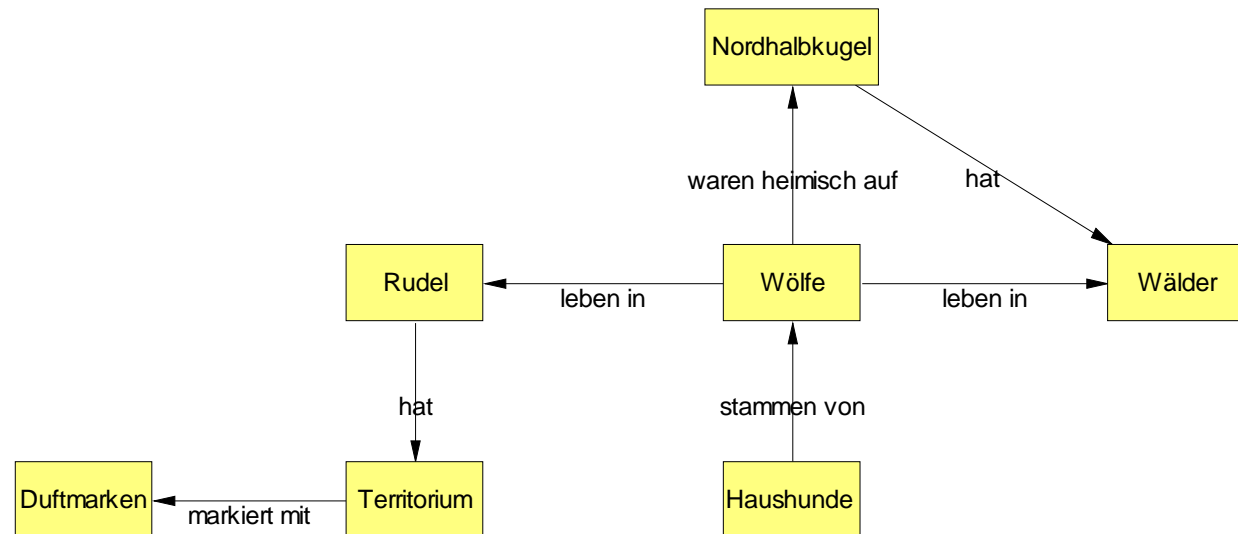 Nordhalbkugel
waren heimisch auf
hat
Rudel
leben in
Wölfe
leben in
Wälder
hat
stammen von
Duftmarken
markiert mit
Territorium
Haushunde